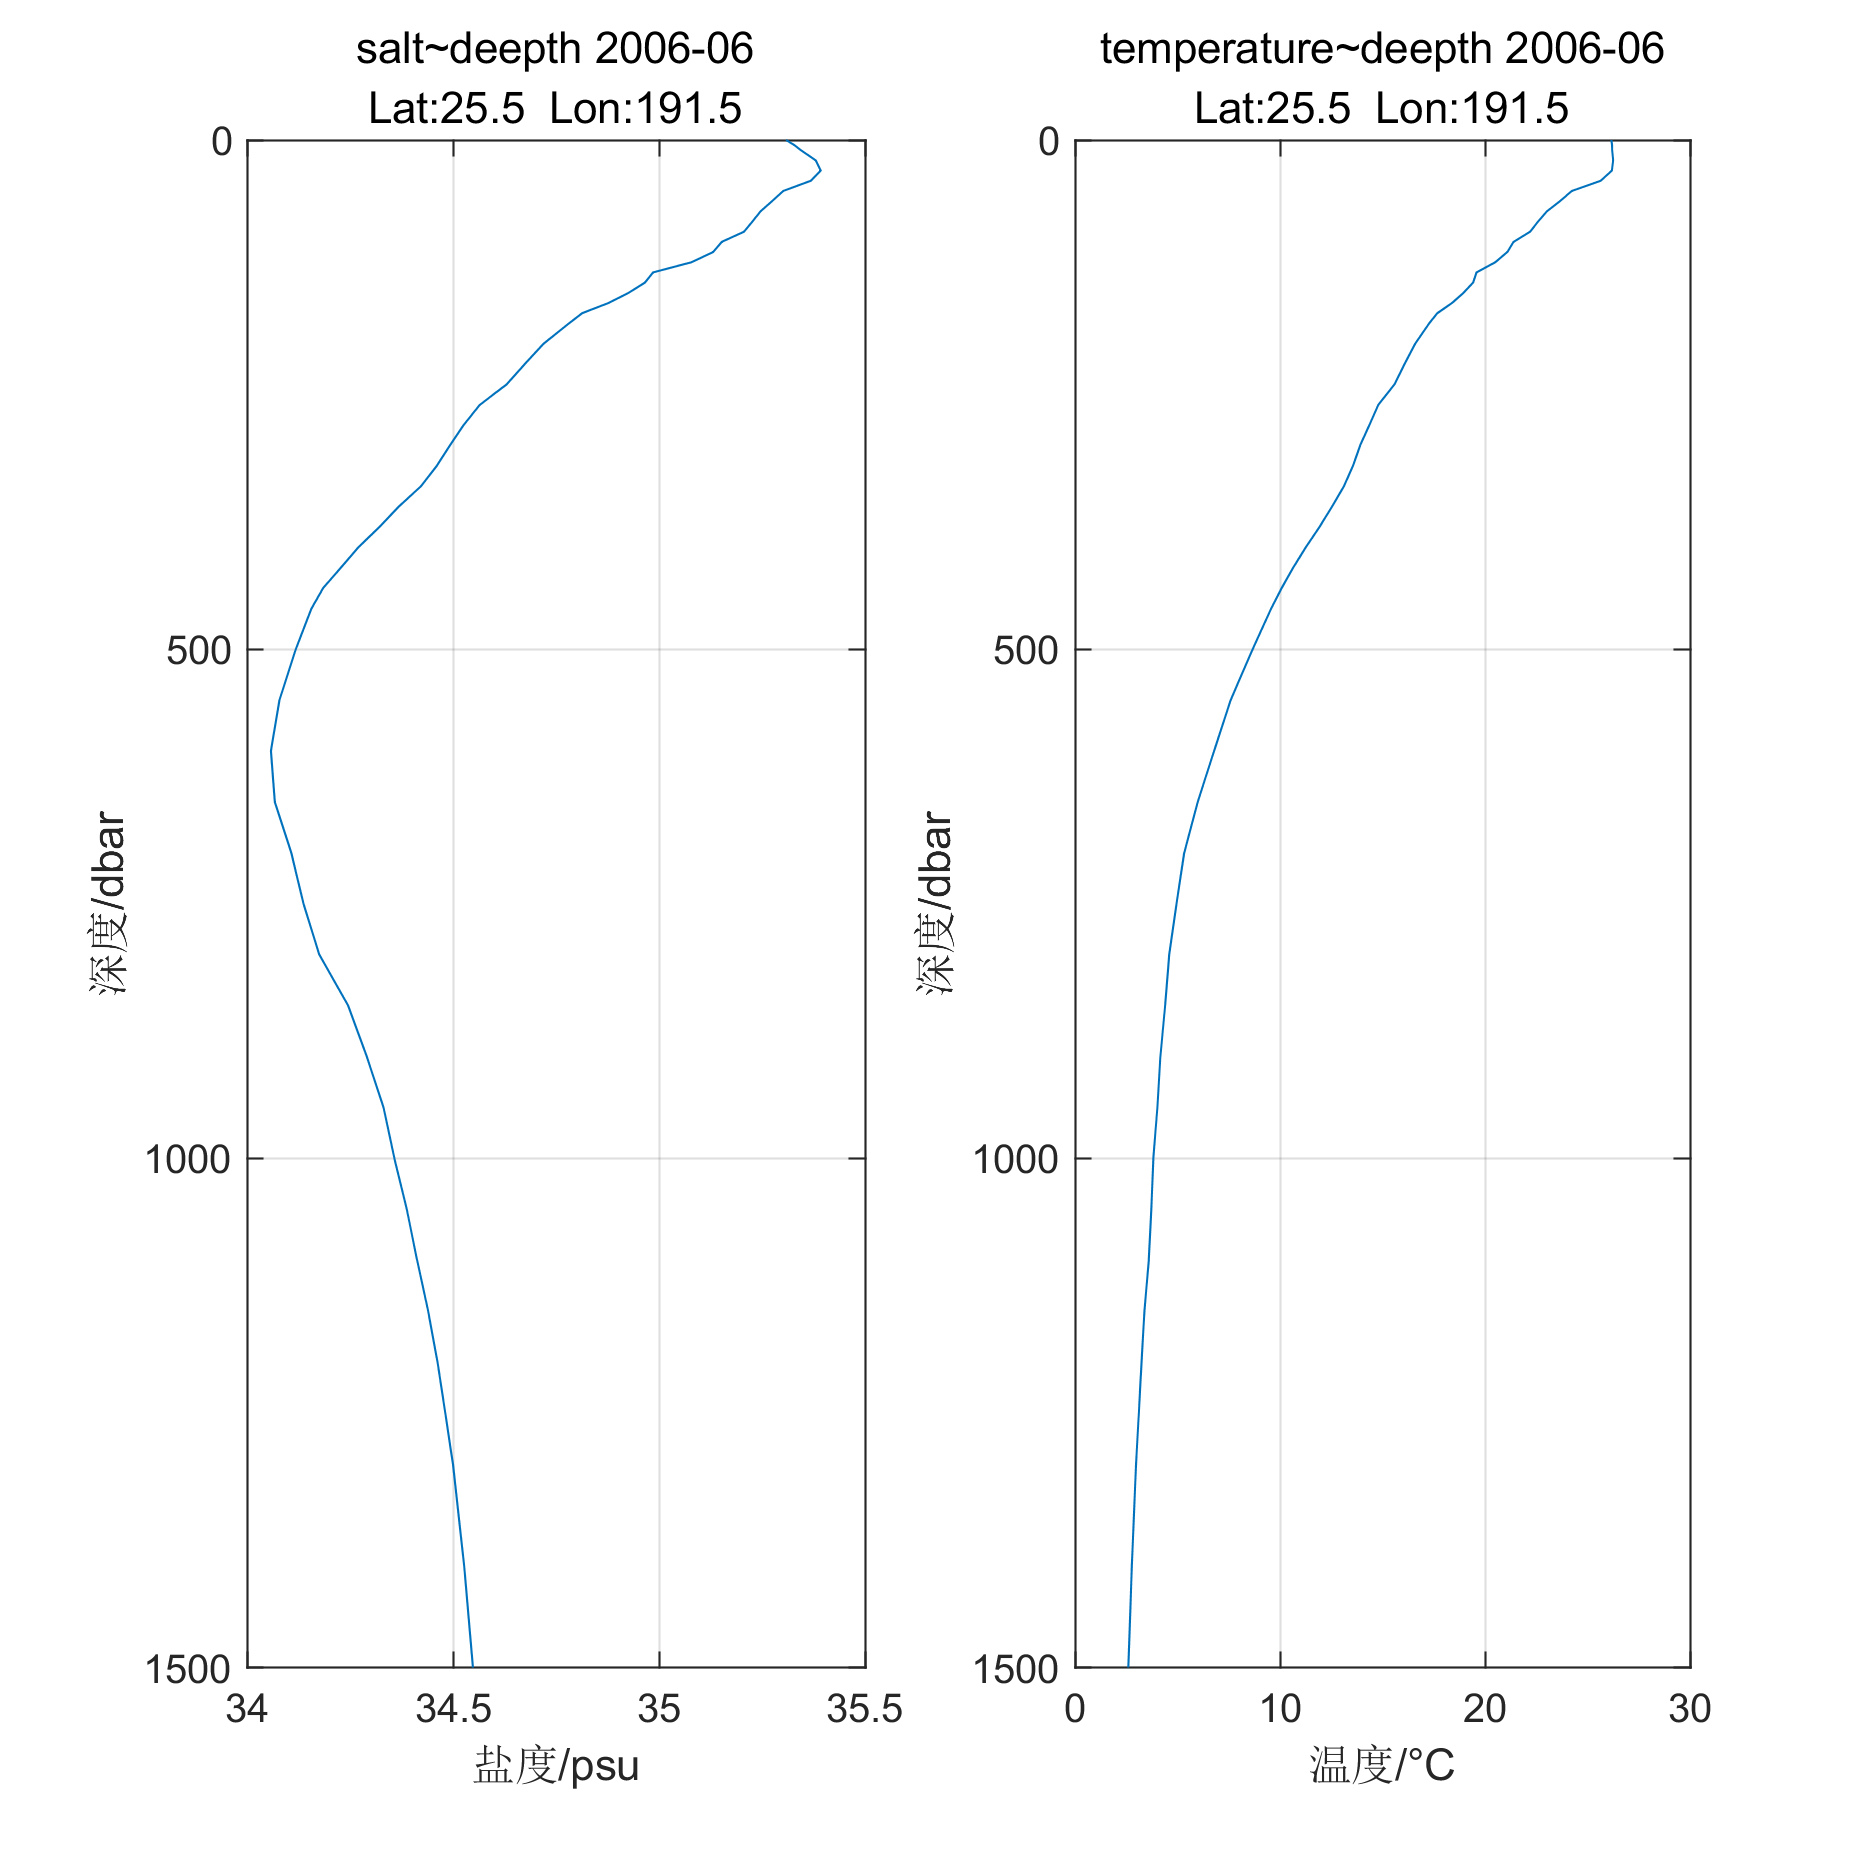 salt~deepth 2006-06
Lat:25.5  Lon:191.5
0
500
1000
1500
深度/dbar
34
34.5
35
35.5
盐度/psu
temperature~deepth 2006-06
Lat:25.5  Lon:191.5
0
500
1000
1500
深度/dbar
0
10
20
30
温度/°C